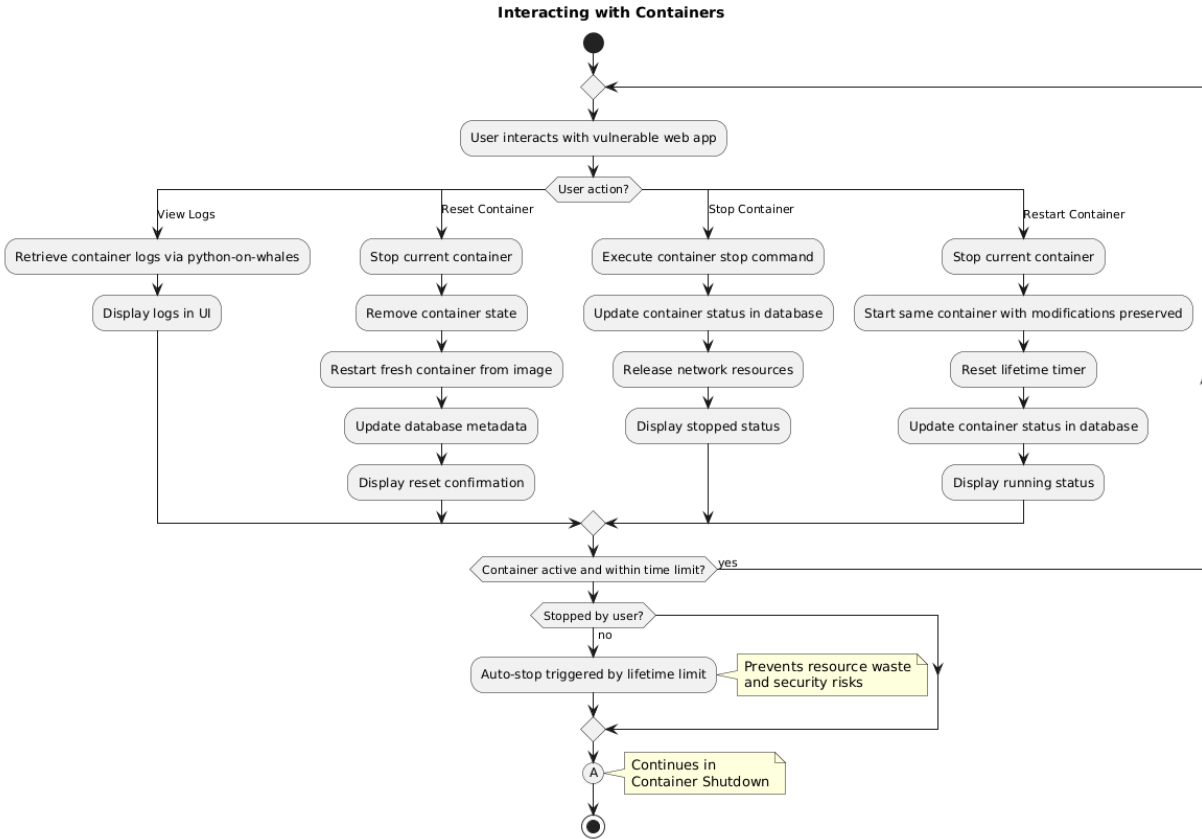 Interacting with Containers
User interacts with vulnerable web app
User action?
View Logs
Retrieve container logs via python-on-whales
Display logs in UI
Reset Container
Stop current container
Remove container state
Restart fresh container from image
Update database metadata
Display reset confirmation
Stop Container
Execute container stop command
Update container status in database
Release network resources
Display stopped status
Restart Container
Stop current container
Start same container with modifications preserved
Reset lifetime timer
Update container status in database
Display running status
Container active and within time limit?
yes
Stopped by user?
no
Auto-stop triggered by lifetime limit
Prevents resource waste
and security risks
A
Continues in
Container Shutdown